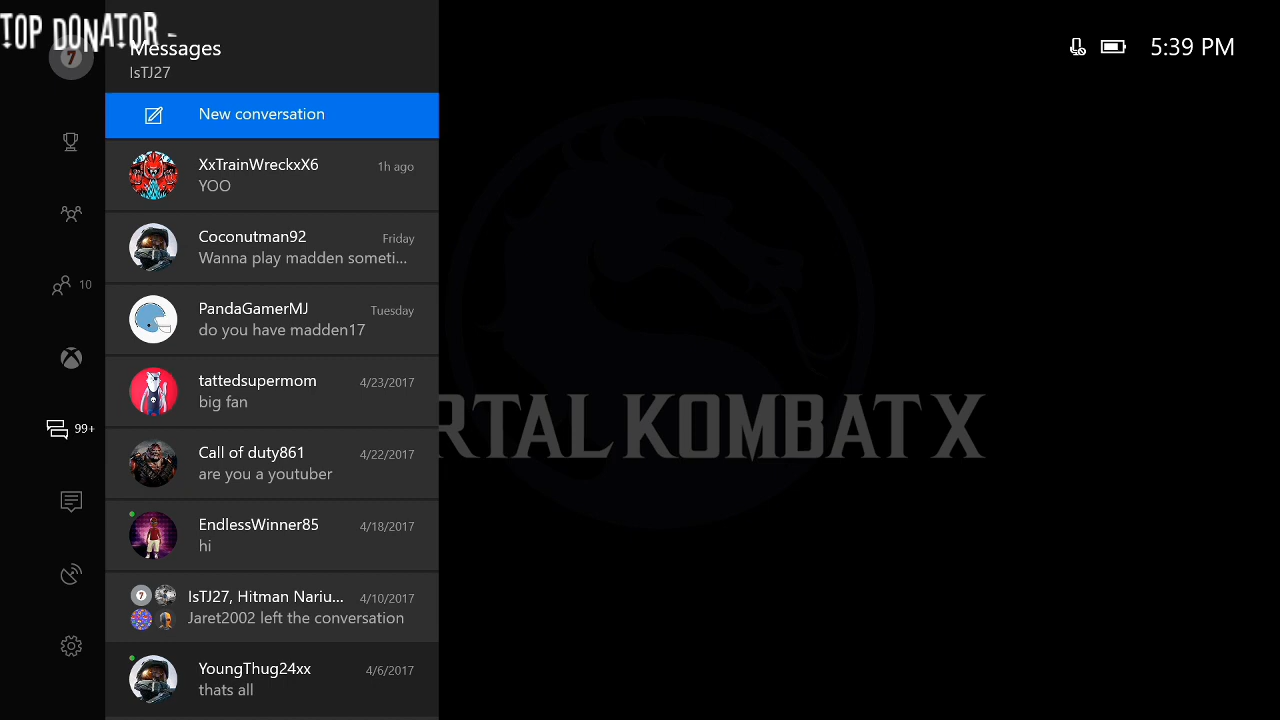 TOP DONATOR -
Messages
IsTJ27
5:39 PM
New conversation
XxTrainWreckxX6
1h ago
YOO
Coconutman92
Friday
Wanna play madden someti...
PandaGamerMJ
Tuesday
do you have madden17
tattedsupermom
4/23/2017
big fan
Call of duty861
4/22/2017
are you a youtuber
EndlessWinner85
4/18/2017
hi
IsTJ27, Hitman Nariu...
4/10/2017
Jaret2002 left the conversation
YoungThug24xx
4/6/2017
thats all
7
10
99+
7
RTAL KOMBAT X